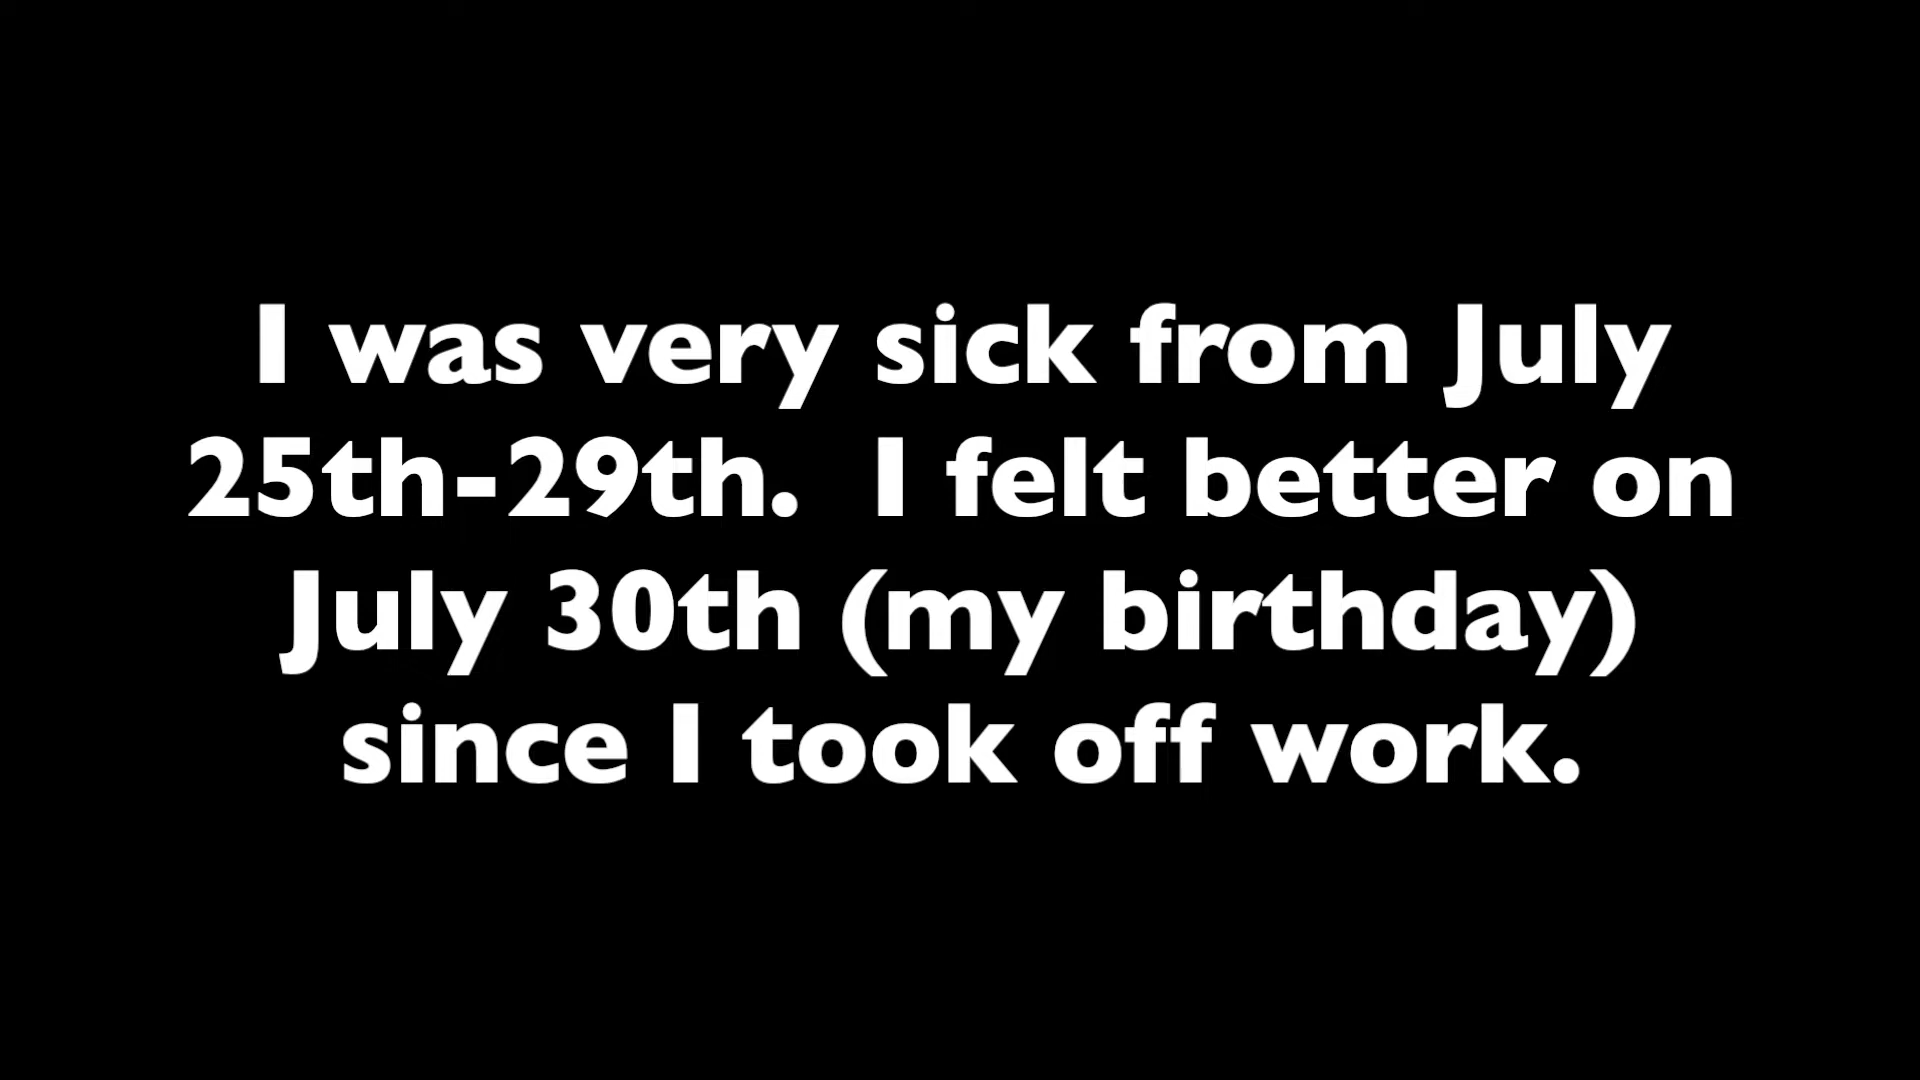 I was very sick from July
25th-29th.  I felt better on
July 30th (my birthday)
since I took off work.